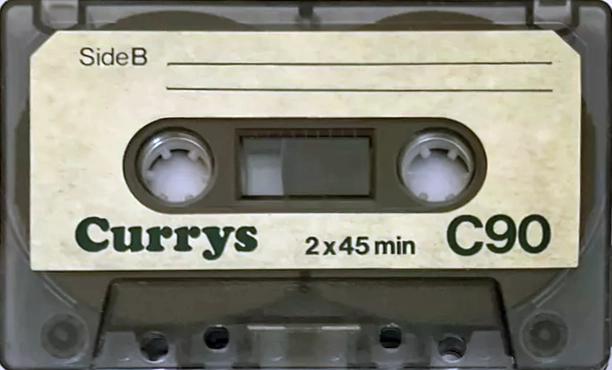 Side B
Currys 2 x 45 min C90